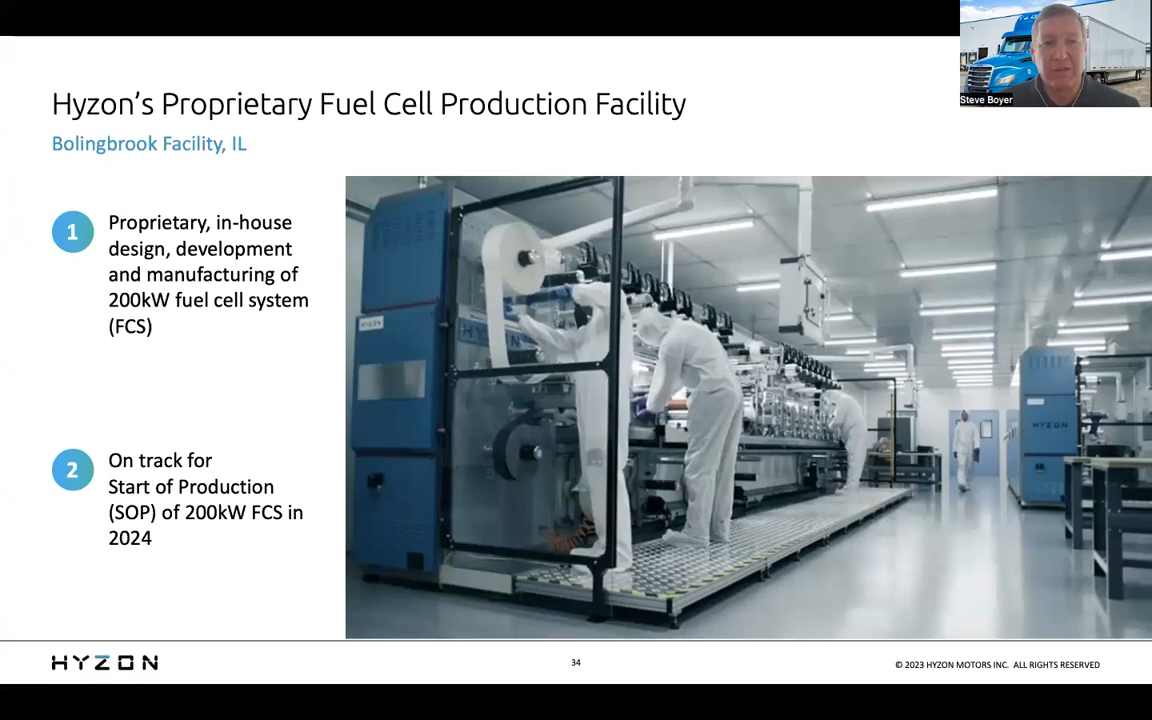 Steve Boyer
Hyzon's Proprietary Fuel Cell Production Facility
Bolingbrook Facility, IL
1
Proprietary, in-house
design, development
and manufacturing of
200kW fuel cell system
(FCS)
2
On track for
Start of Production
(SOP) of 200kW FCS in
2024
HYZON
HYZON
HYZON
HYZON
34
© 2023 HYZON MOTORS INC. ALL RIGHTS RESERVED